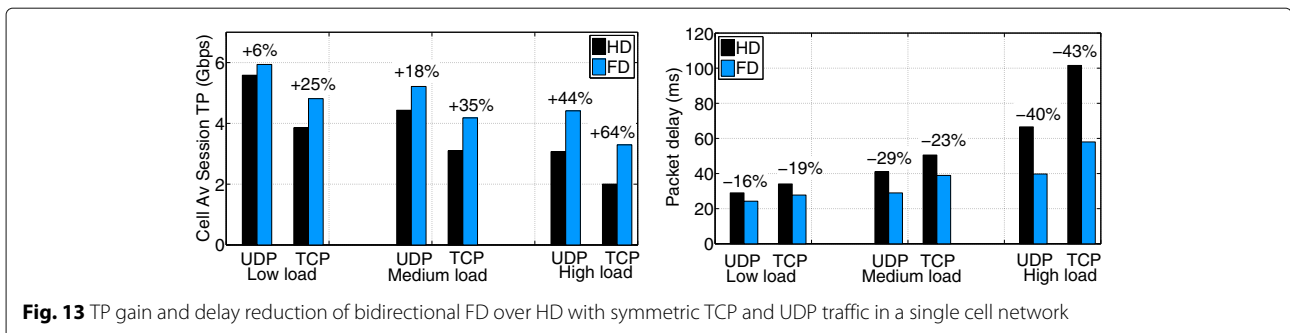 Cell Av Session TP (Gbps)
6
4
2
0
+6%
+25%
+18%
+35%
+44%
+64%
HD
FD
UDP TCP UDP TCP UDP TCP
Low load Medium load High load
Packet delay (ms)
120
100
80
60
40
20
0
HD
FD
−16%
−19%
−29%
−23%
−40%
−43%
UDP TCP UDP TCP UDP TCP
Low load Medium load High load
Fig. 13 TP gain and delay reduction of bidirectional FD over HD with symmetric TCP and UDP traffic in a single cell network